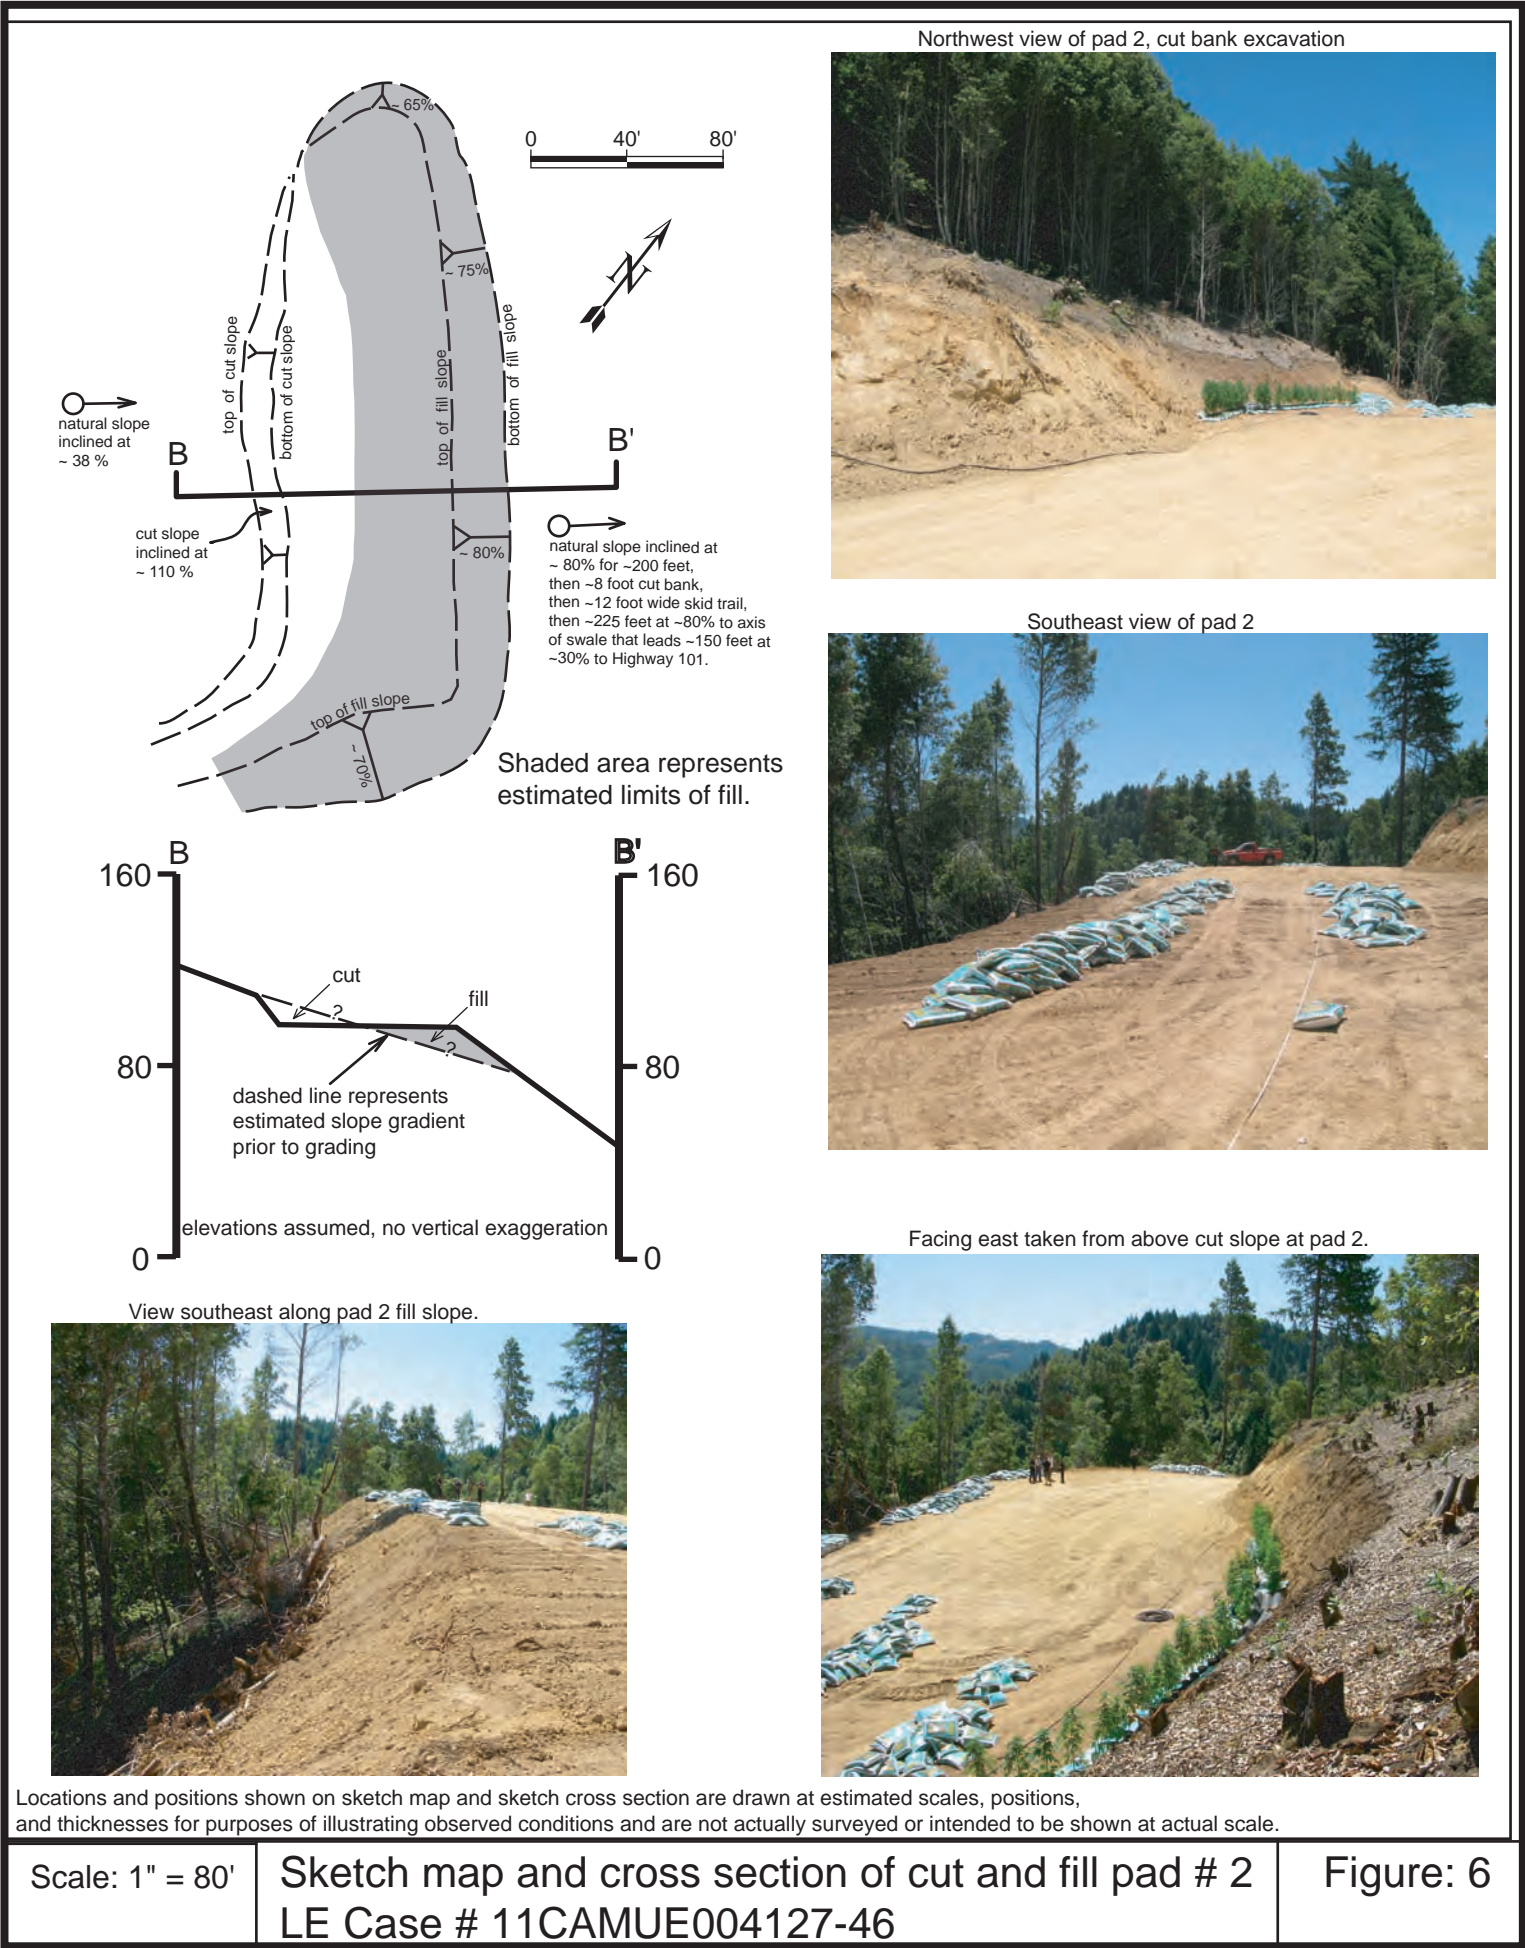 Northwest view of pad 2, cut bank excavation
~ 65%
0 40' 80'
~ 75%
N
top of cut slope
bottom of cut slope
top of fill slope
bottom of fill slope
natural slope
inclined at
~ 38 %
B
B'
cut slope
inclined at
~ 110 %
~ 80%
natural slope inclined at
~ 80% for ~200 feet,
then ~8 foot cut bank,
then ~12 foot wide skid trail,
then ~225 feet at ~80% to axis
of swale that leads ~150 feet at
~30% to Highway 101.
top of fill slope
~ 70%
Shaded area represents
estimated limits of fill.
Southeast view of pad 2
B
B'
160
160
cut
?
fill
?
80
80
dashed line represents
estimated slope gradient
prior to grading
elevations assumed, no vertical exaggeration
0
0
Facing east taken from above cut slope at pad 2.
View southeast along pad 2 fill slope.
Locations and positions shown on sketch map and sketch cross section are drawn at estimated scales, positions,
and thicknesses for purposes of illustrating observed conditions and are not actually surveyed or intended to be shown at actual scale.
Scale: 1" = 80'
Sketch map and cross section of cut and fill pad # 2
LE Case # 11CAMUE004127-46
Figure: 6